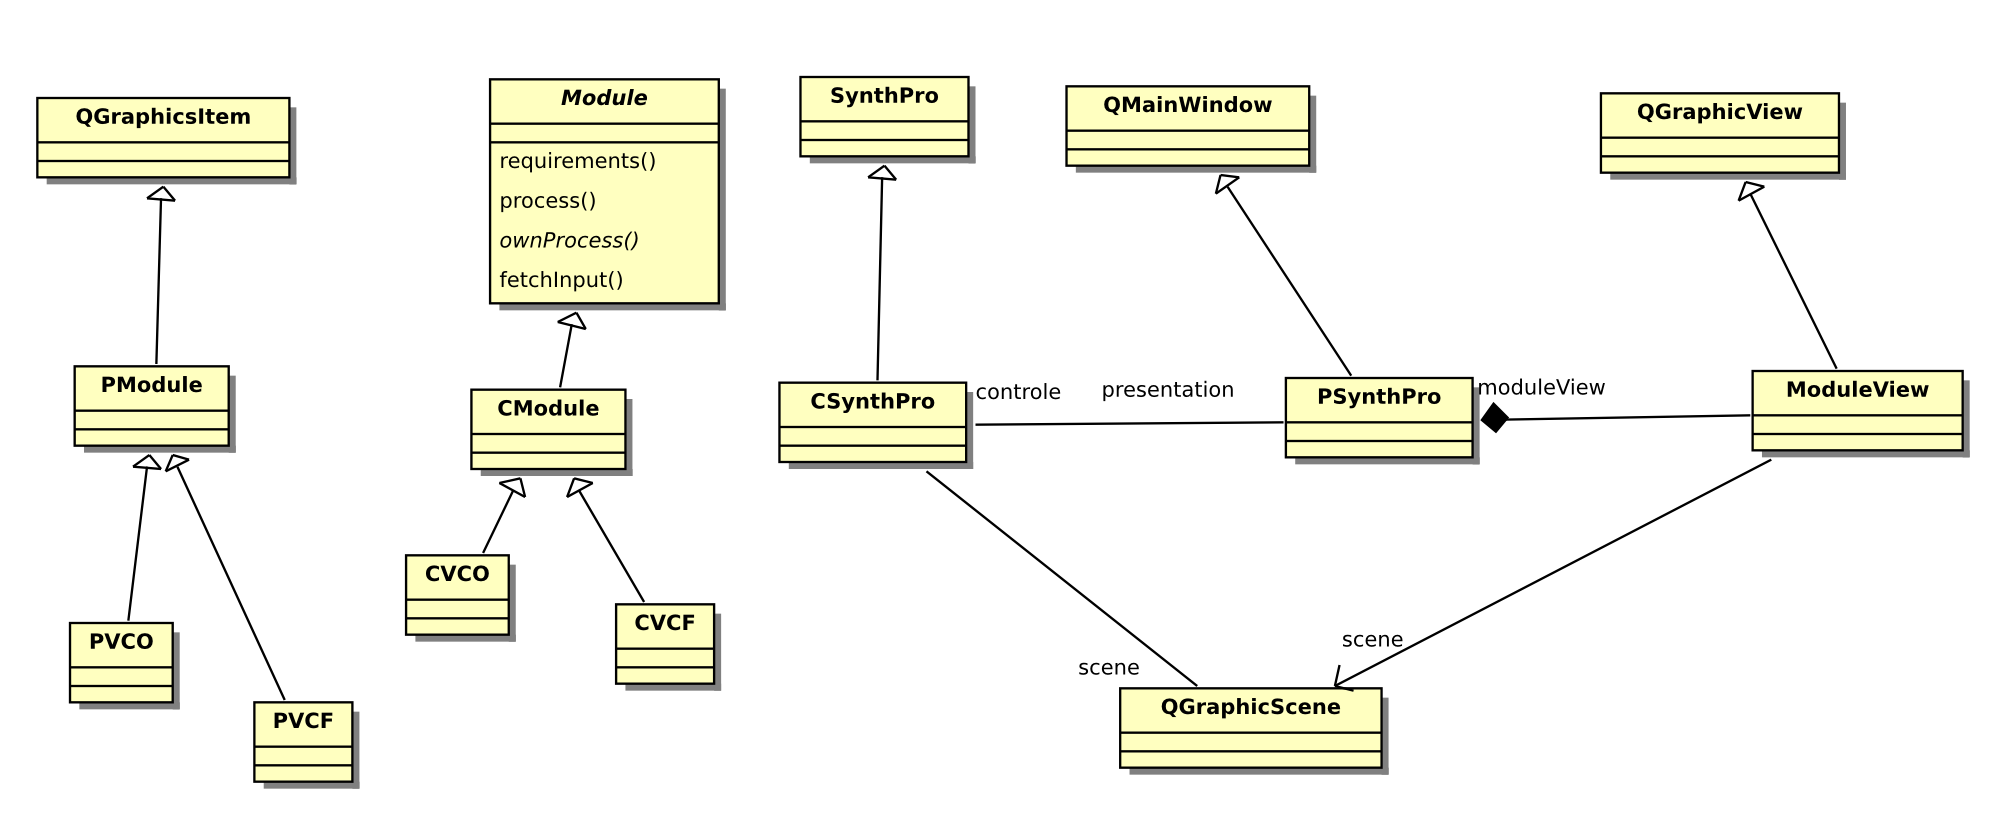 QGraphicsItem
Module
requirements()
process()
ownProcess()
fetchInput()
SynthPro
QMainWindow
QGraphicView
PModule
CModule
CSynthPro
controle
presentation
PSynthPro
moduleView
ModuleView
PVCO
PVCF
CVCO
CVCF
scene
scene
QGraphicScene